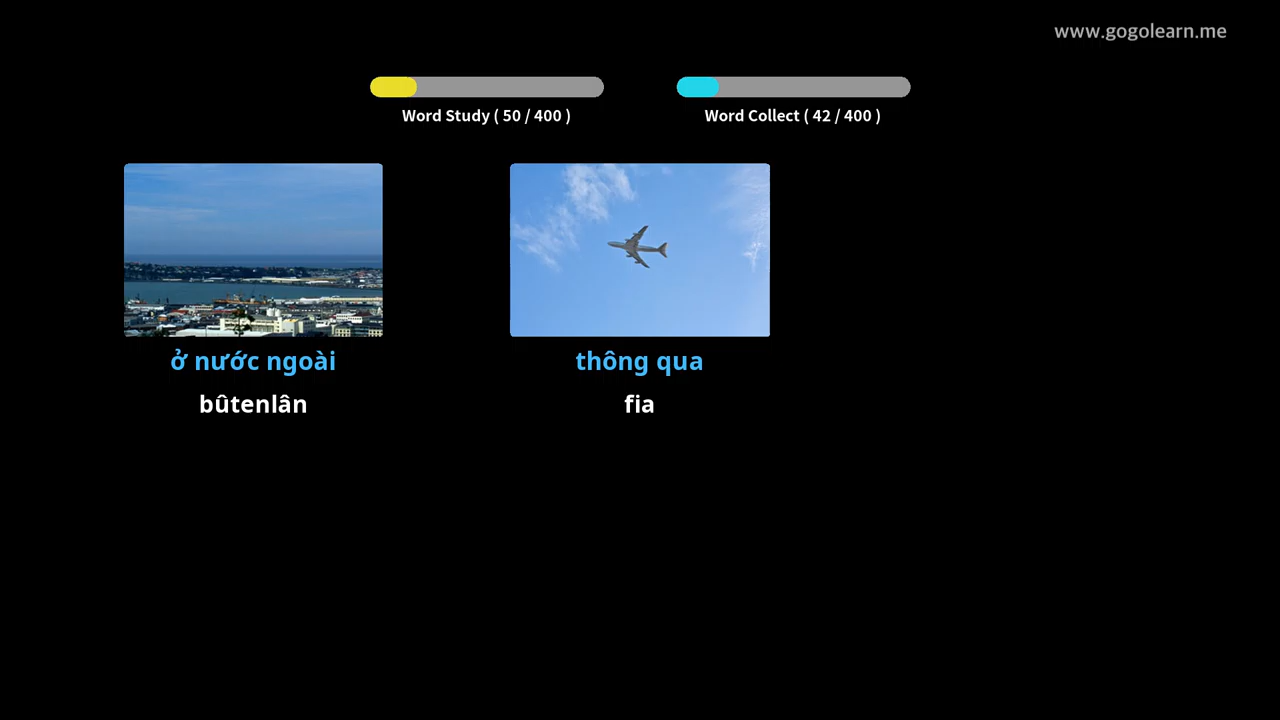 www.gogolearn.me
Word Study ( 50 / 400 )
Word Collect ( 42 / 400 )
ở nước ngoài
bûtenlân
thông qua
fia